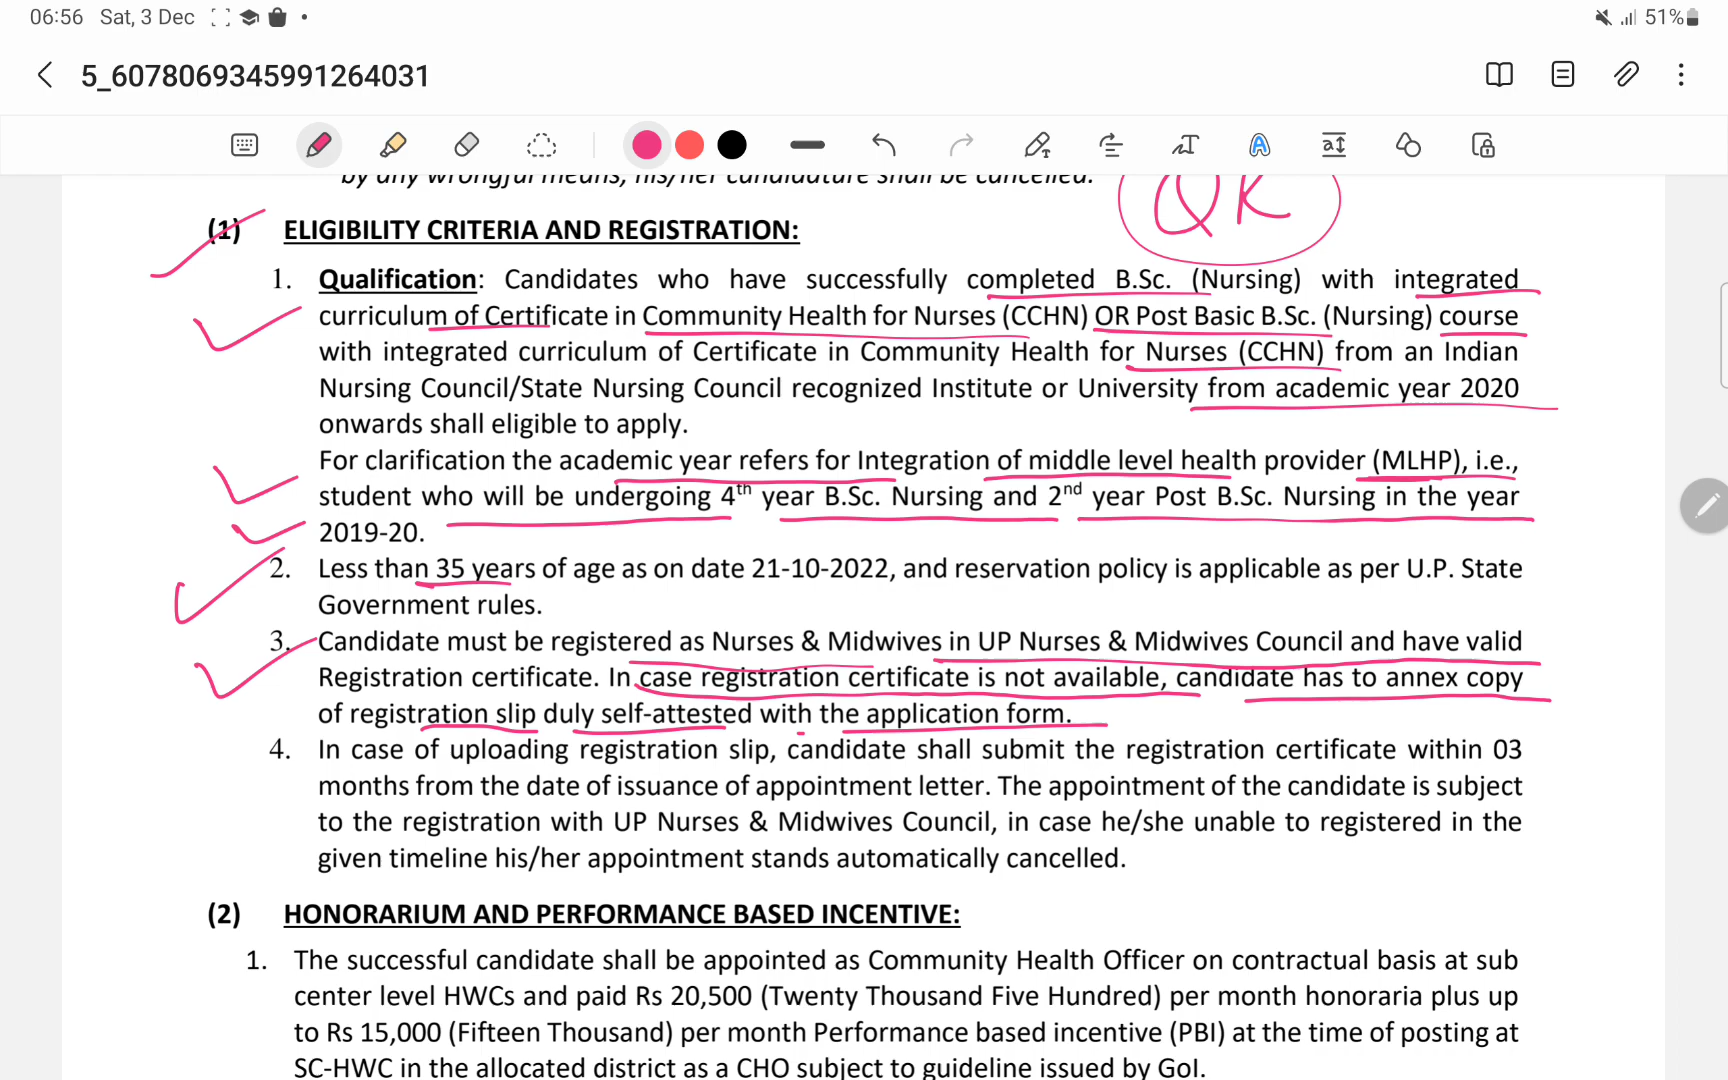 06:56 Sat, 3 Dec
51%
5_6078069345991264031
by any wrongful means, his/her candidature shall be cancelled.
QR
(1) ELIGIBILITY CRITERIA AND REGISTRATION:
1. Qualification: Candidates who have successfully completed B.Sc. (Nursing) with integrated
curriculum of Certificate in Community Health for Nurses (CCHN) OR Post Basic B.Sc. (Nursing) course
with integrated curriculum of Certificate in Community Health for Nurses (CCHN) from an Indian
Nursing Council/State Nursing Council recognized Institute or University from academic year 2020
onwards shall eligible to apply.
For clarification the academic year refers for Integration of middle level health provider (MLHP), i.e.,
student who will be undergoing 4th year B.Sc. Nursing and 2nd year Post B.Sc. Nursing in the year
2019-20.
2. Less than 35 years of age as on date 21-10-2022, and reservation policy is applicable as per U.P. State
Government rules.
3. Candidate must be registered as Nurses & Midwives in UP Nurses & Midwives Council and have valid
Registration certificate. In case registration certificate is not available, candidate has to annex copy
of registration slip duly self-attested with the application form.
4. In case of uploading registration slip, candidate shall submit the registration certificate within 03
months from the date of issuance of appointment letter. The appointment of the candidate is subject
to the registration with UP Nurses & Midwives Council, in case he/she unable to registered in the
given timeline his/her appointment stands automatically cancelled.
(2) HONORARIUM AND PERFORMANCE BASED INCENTIVE:
1. The successful candidate shall be appointed as Community Health Officer on contractual basis at sub
center level HWCs and paid Rs 20,500 (Twenty Thousand Five Hundred) per month honoraria plus up
to Rs 15,000 (Fifteen Thousand) per month Performance based incentive (PBI) at the time of posting at
SC-HWC in the allocated district as a CHO subject to guideline issued by GoI.